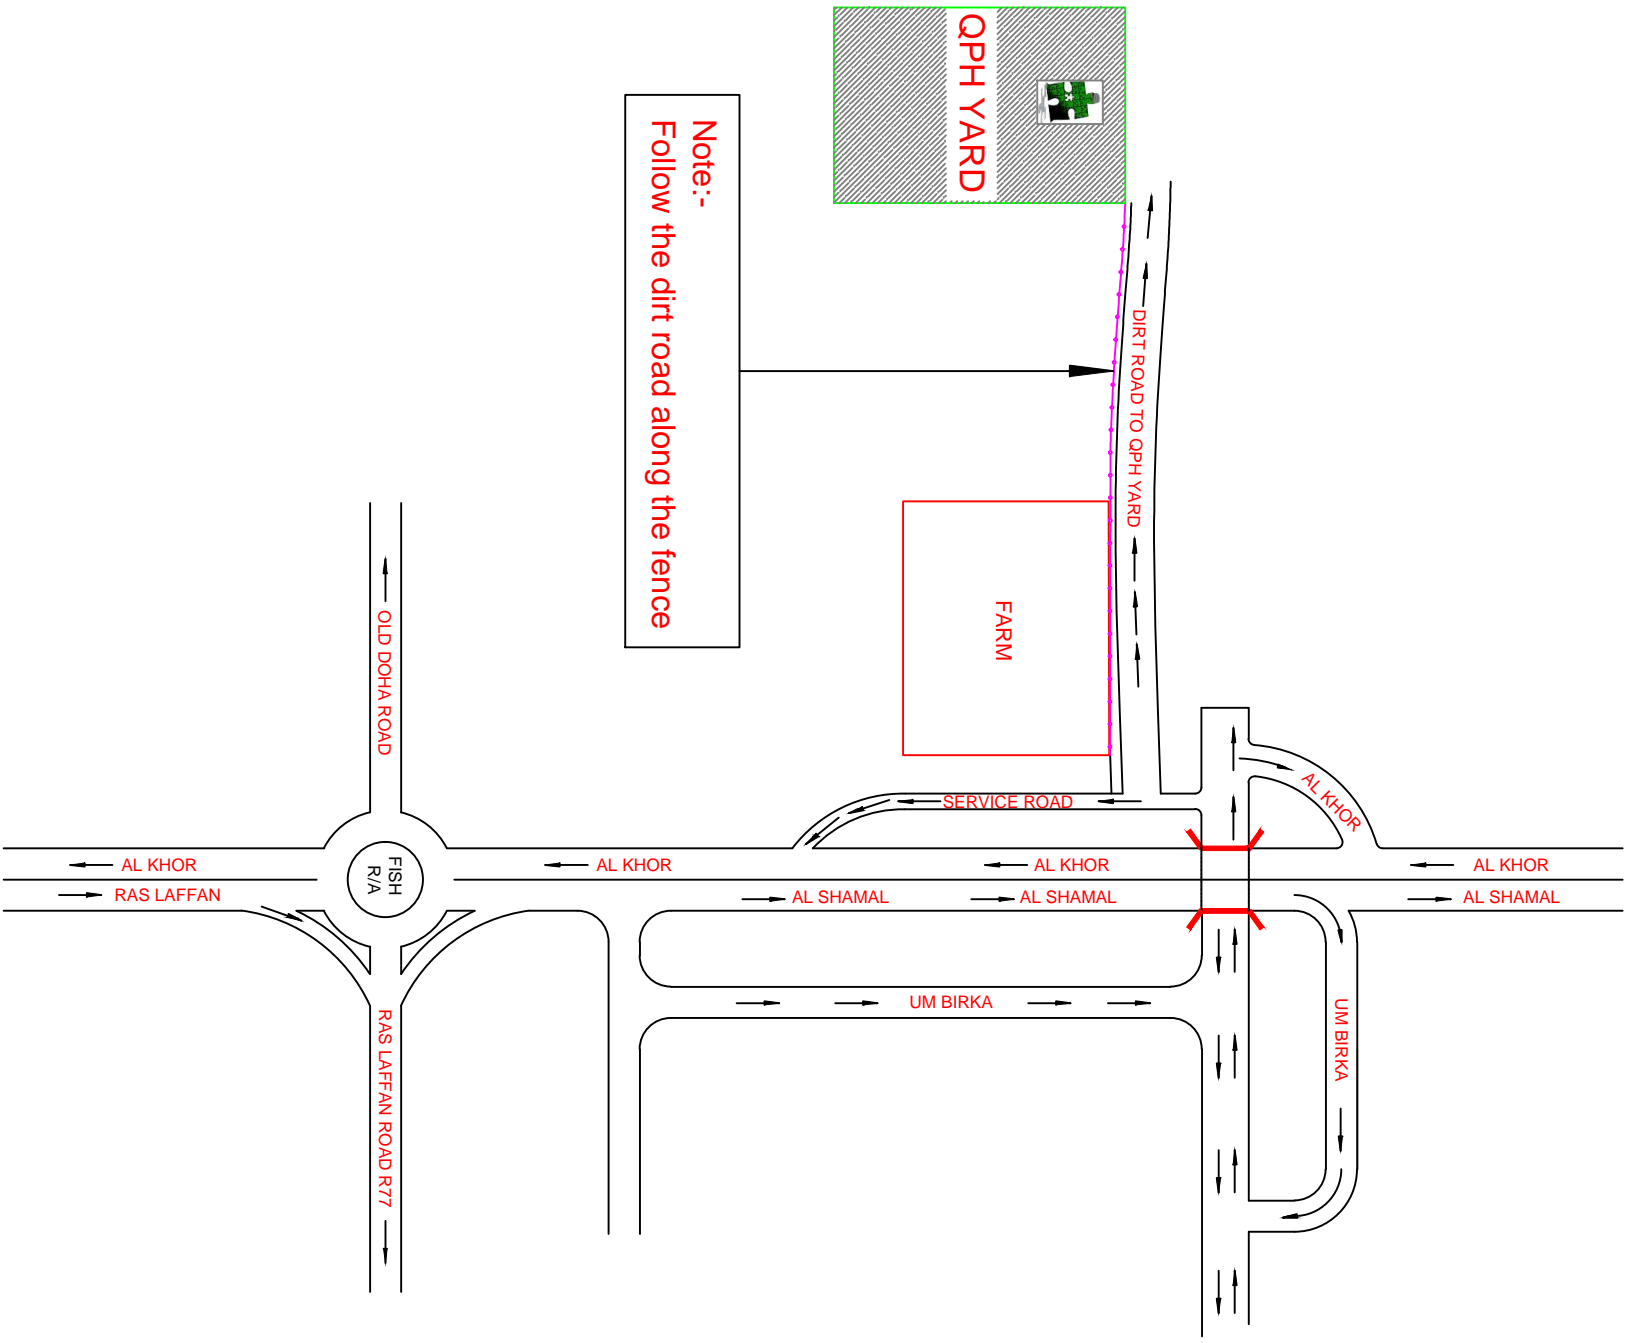 QPH YARD
Note:-
Follow the dirt road along the fence
DIRT ROAD TO QPH YARD
FARM
OLD DOHA ROAD
SERVICE ROAD
AL KHOR
AL KHOR
AL KHOR
AL KHOR
AL KHOR
FISH
R/A
RAS LAFFAN
AL SHAMAL
AL SHAMAL
AL SHAMAL
UM BIRKA
UM BIRKA
RAS LAFFAN ROAD R77